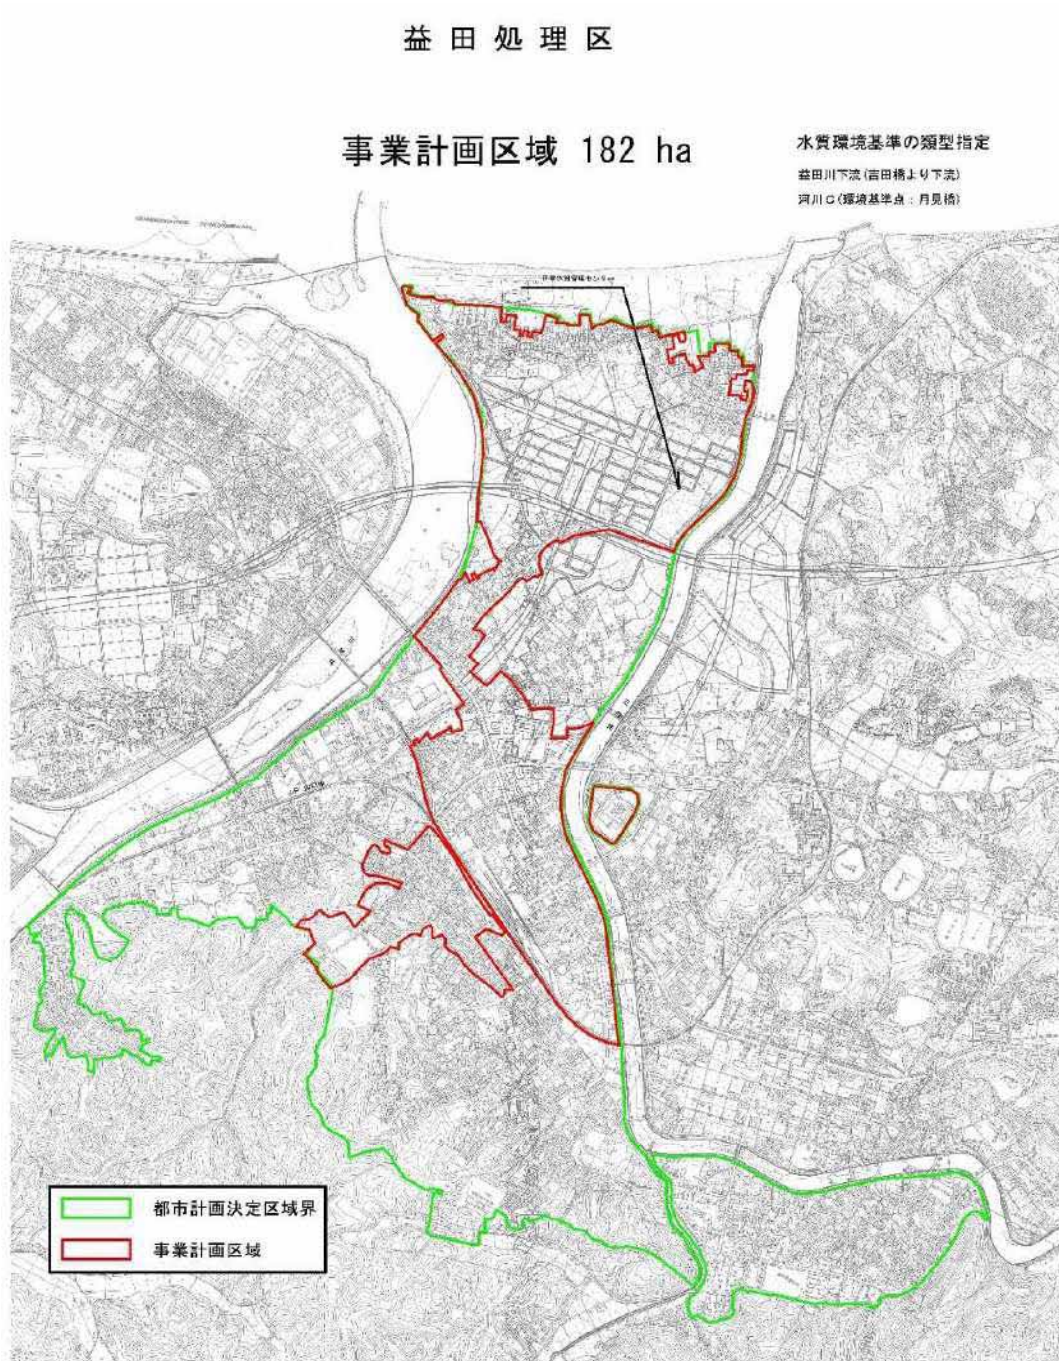 益田処理区
事業計画区域 182 ha
水質環境基準の類型指定
益田川下流(吉田橋より下流)
河川C(環境基準点：月見橋)
都市計画決定区域界
事業計画区域